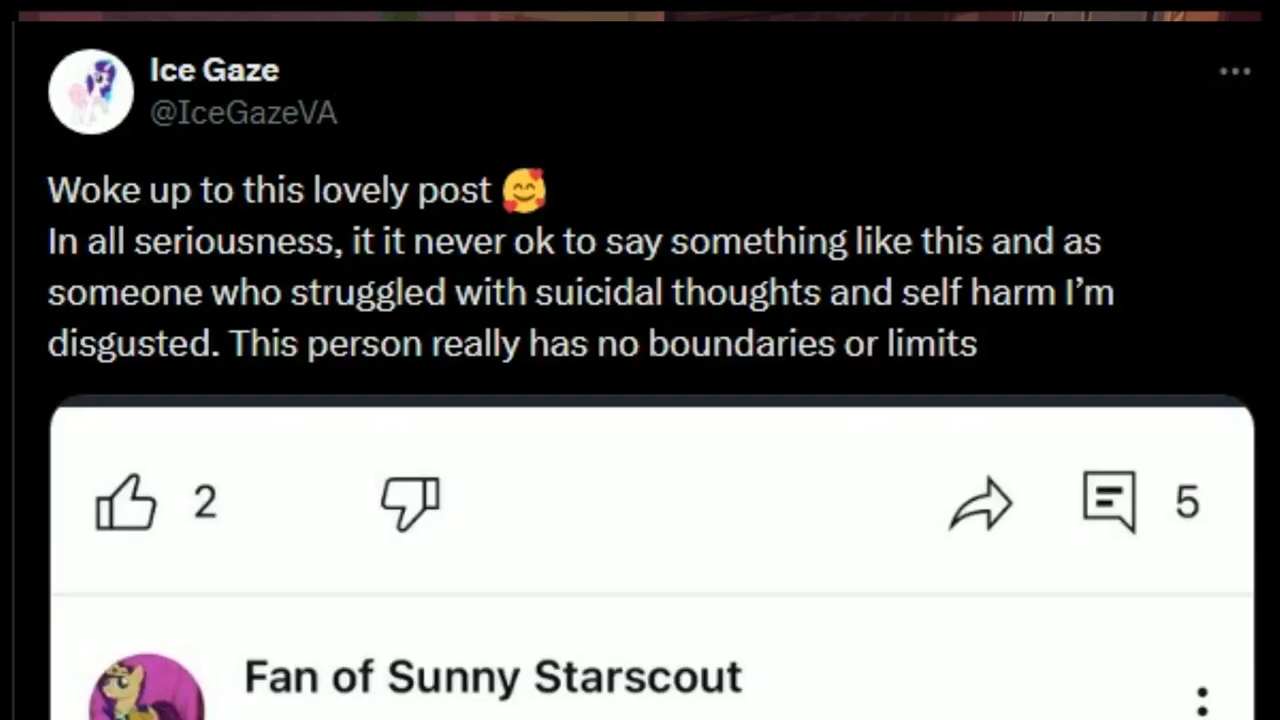 Ice Gaze
@IceGazeVA
Woke up to this lovely post 🥰
In all seriousness, it it never ok to say something like this and as
someone who struggled with suicidal thoughts and self harm I’m
disgusted. This person really has no boundaries or limits
2
5
Fan of Sunny Starscout